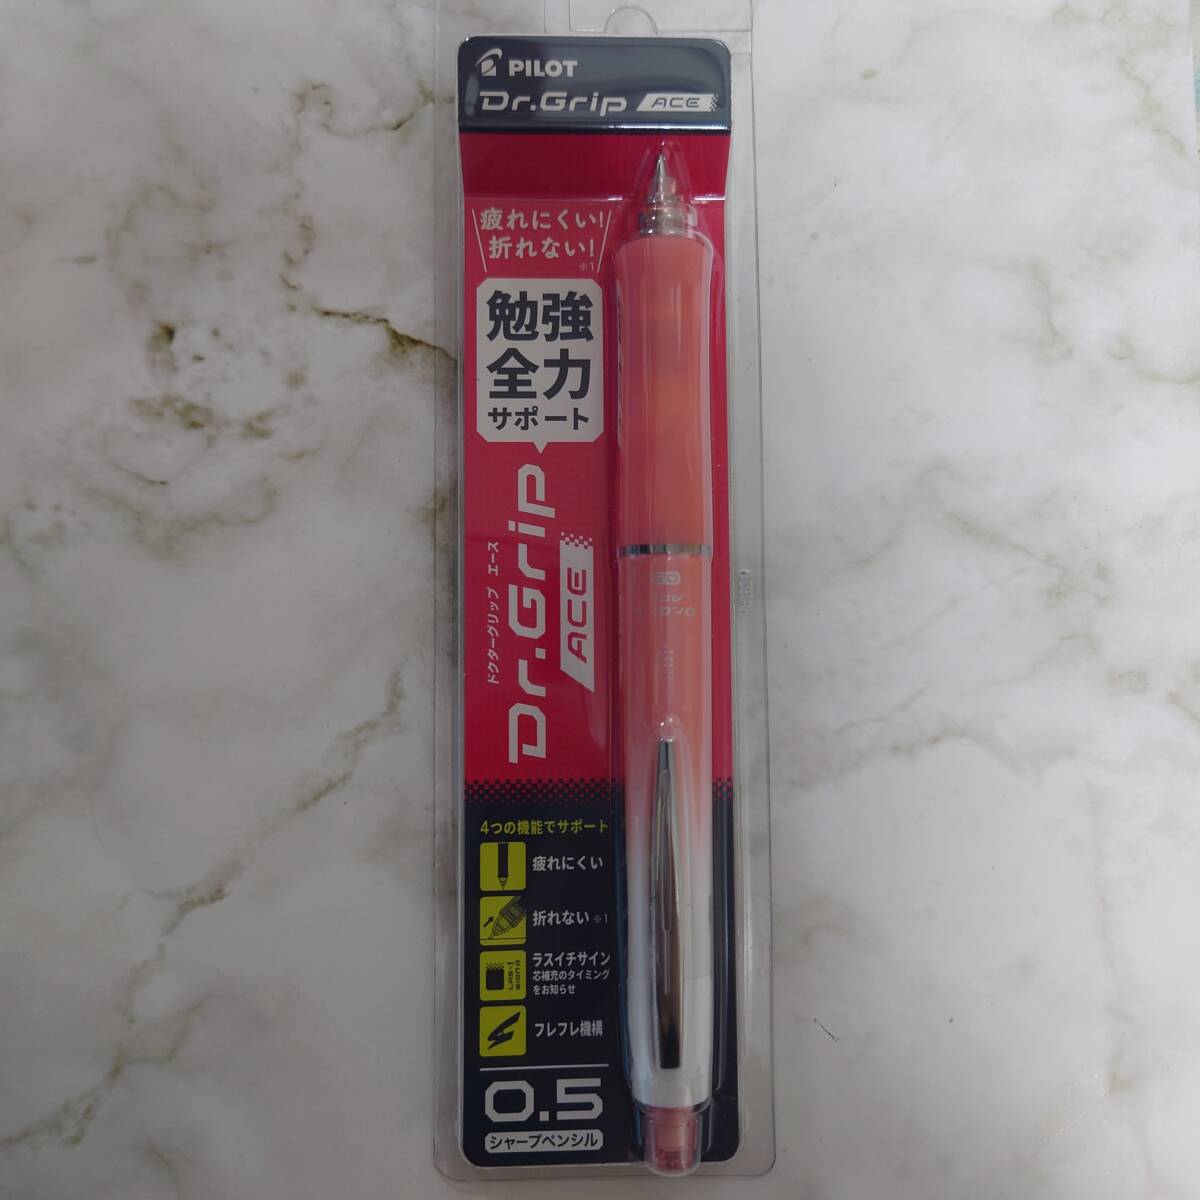 PILOT
Dr.Grip ACE
疲れにくい!
折れない!
※1
勉強
全力
サポート
ドクターグリップ エース
Dr.Grip
ACE
4つの機能でサポート
疲れにくい
折れない ※1
LAS-1
SIGN
ラスイチサイン
芯補充のタイミング
をお知らせ
フレフレ機構
0.5
シャープペンシル